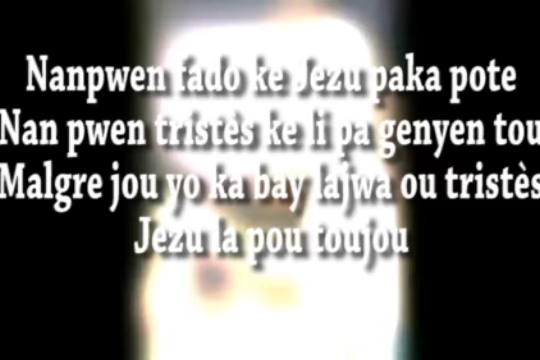 Nanpwen fado ke Jezu paka pote
Nan pwen tristès ke li pa genyen tou
Malgre jou yo ka bay lajwa ou tristès
Jezu la pou toujou